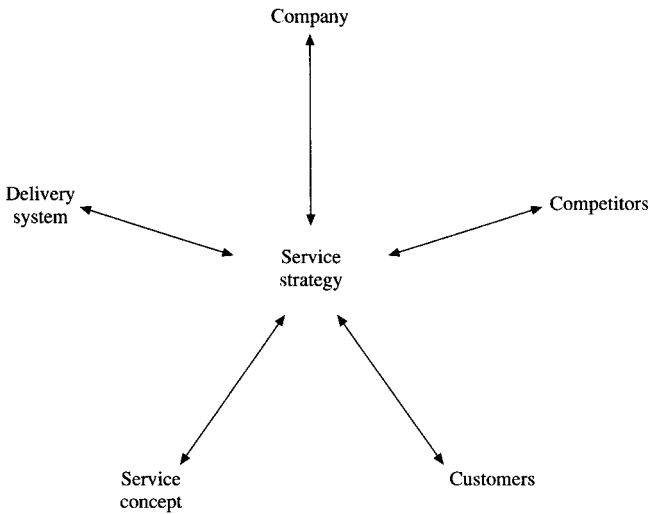 Company
Delivery
system
Competitors
Service
strategy
Service
concept
Customers